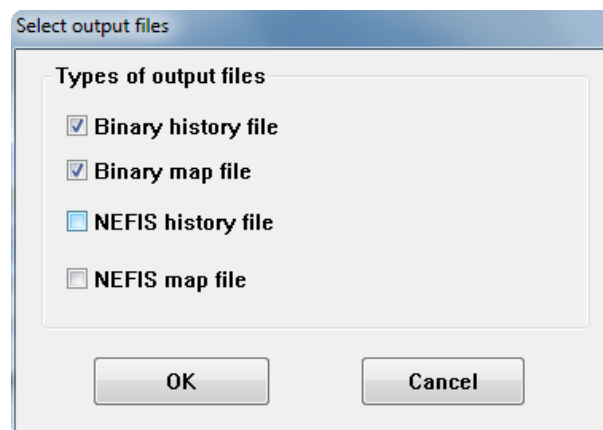 Select output files
Types of output files
Binary history file
Binary map file
NEFIS history file
NEFIS map file
OK Cancel